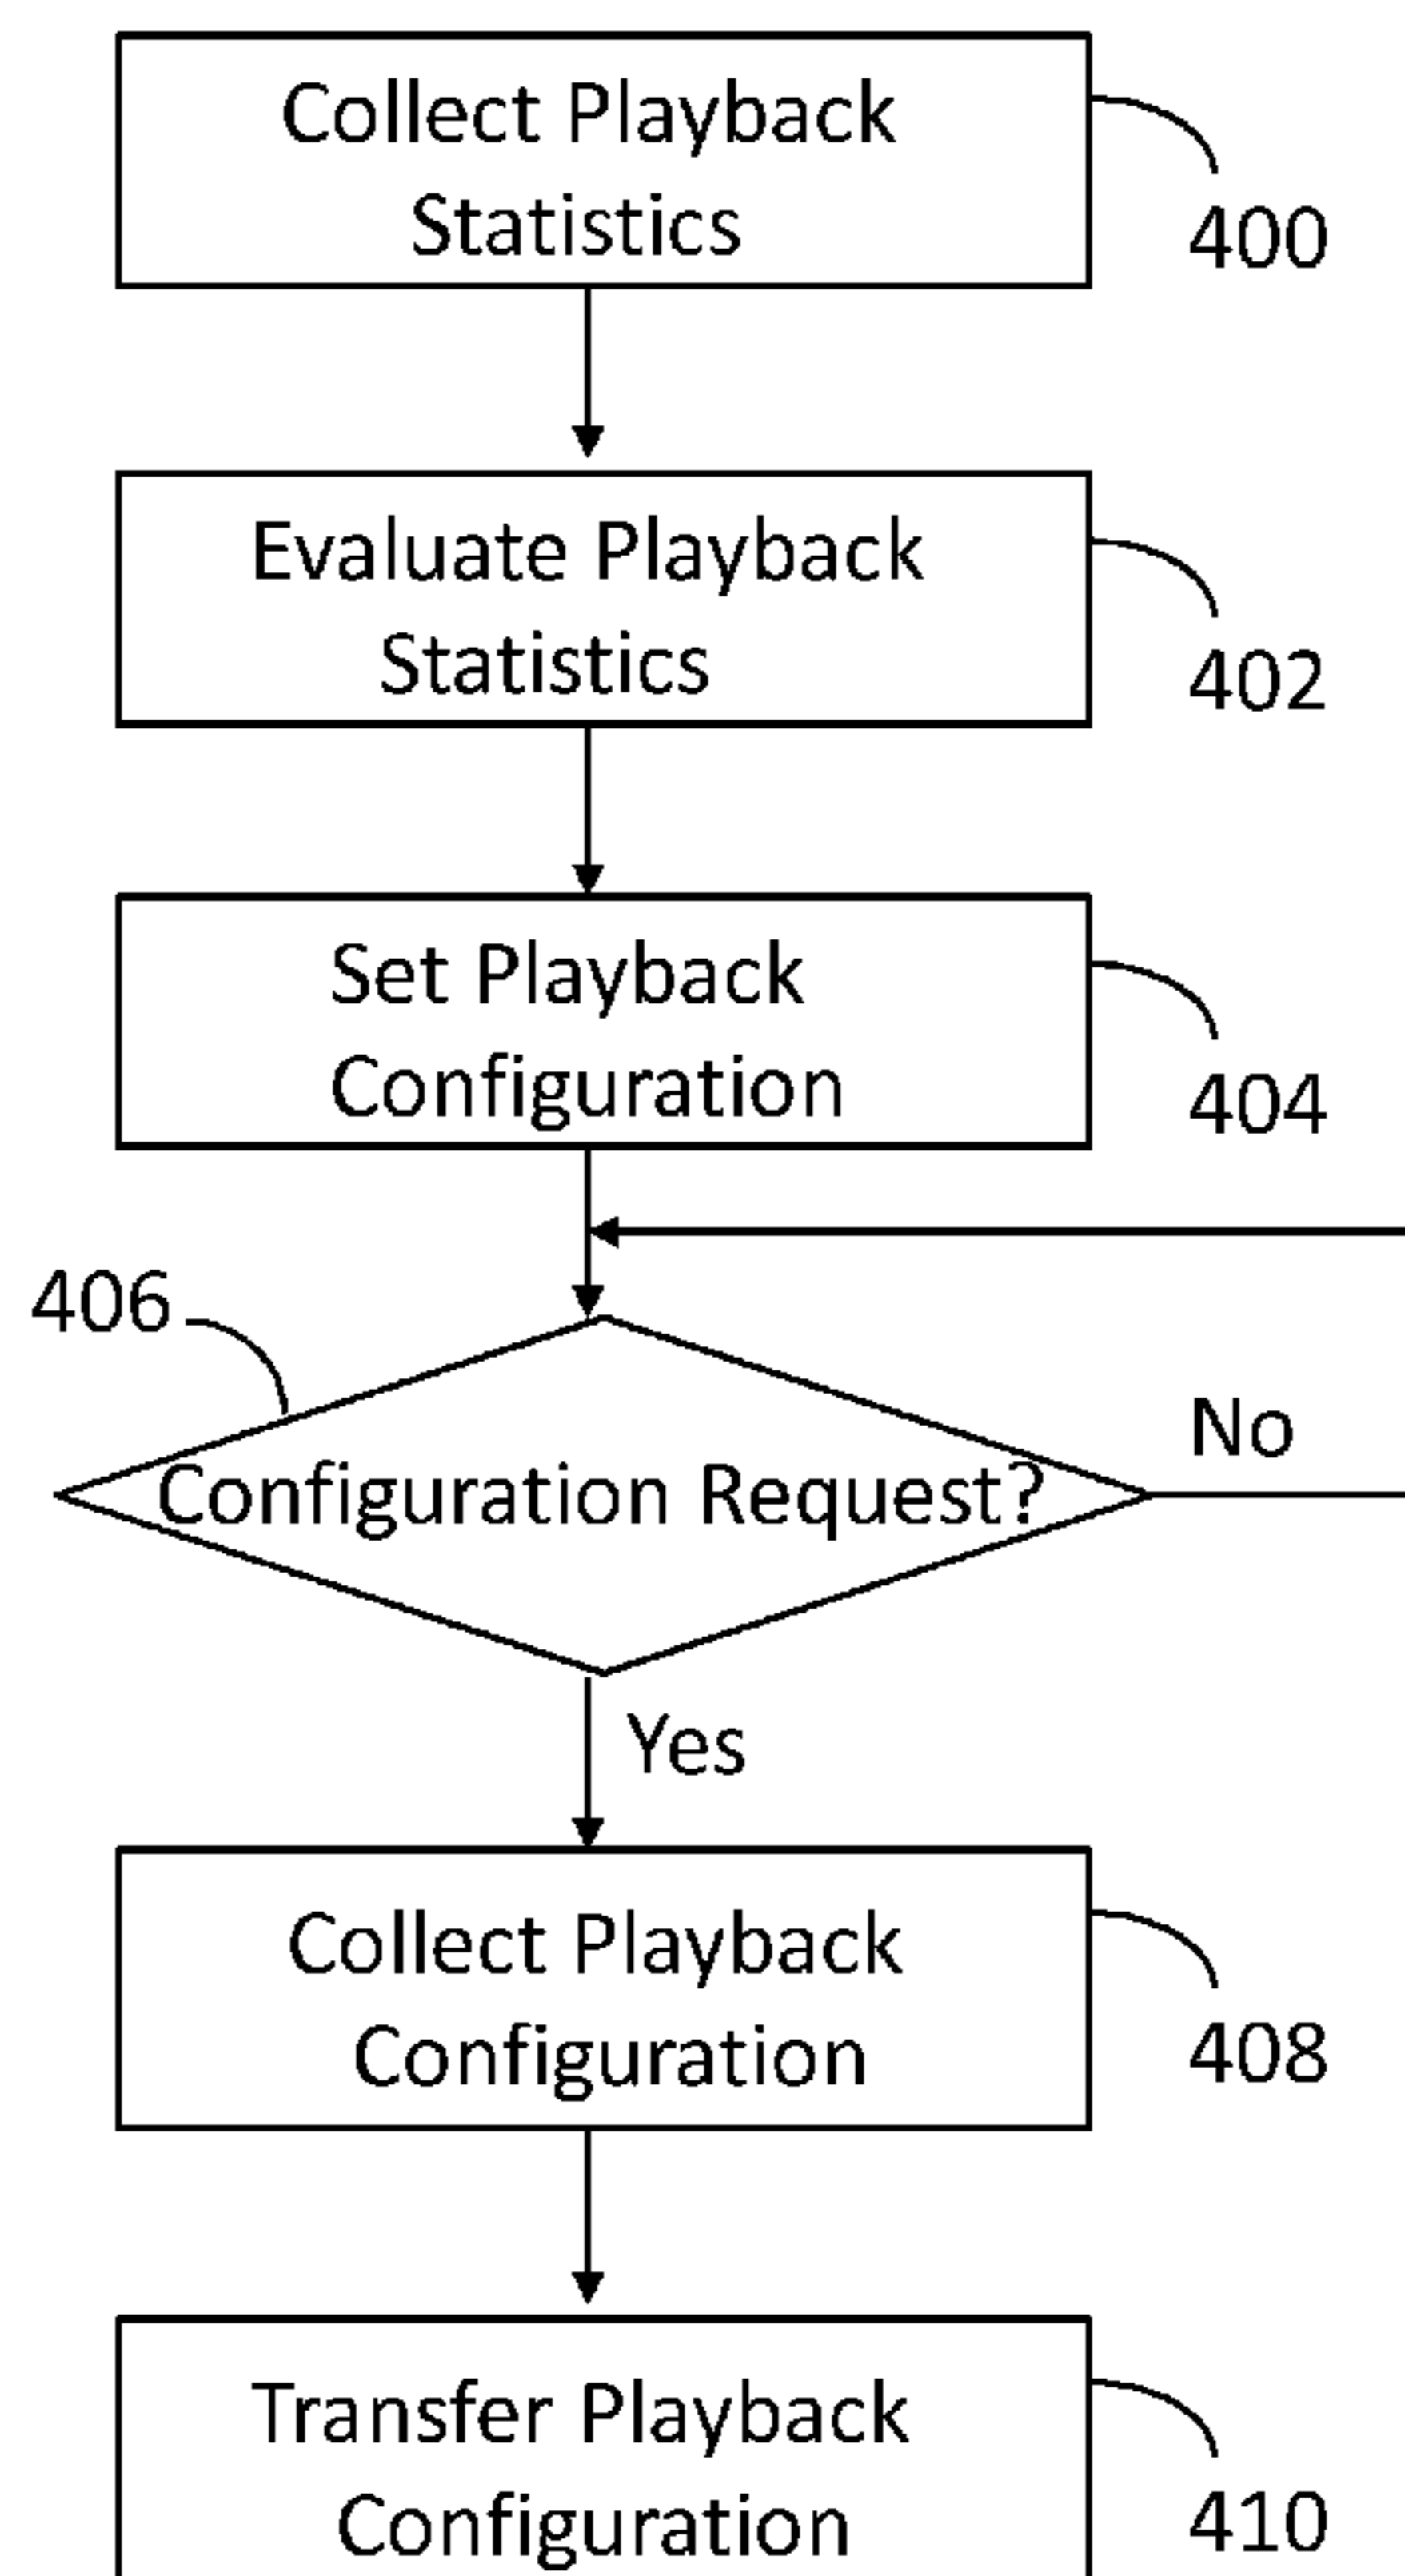 Collect Playback
Statistics
400
Evaluate Playback
Statistics
402
Set Playback
Configuration
404
406
Configuration Request?
No
Yes
Collect Playback
Configuration
408
Transfer Playback
Configuration
410